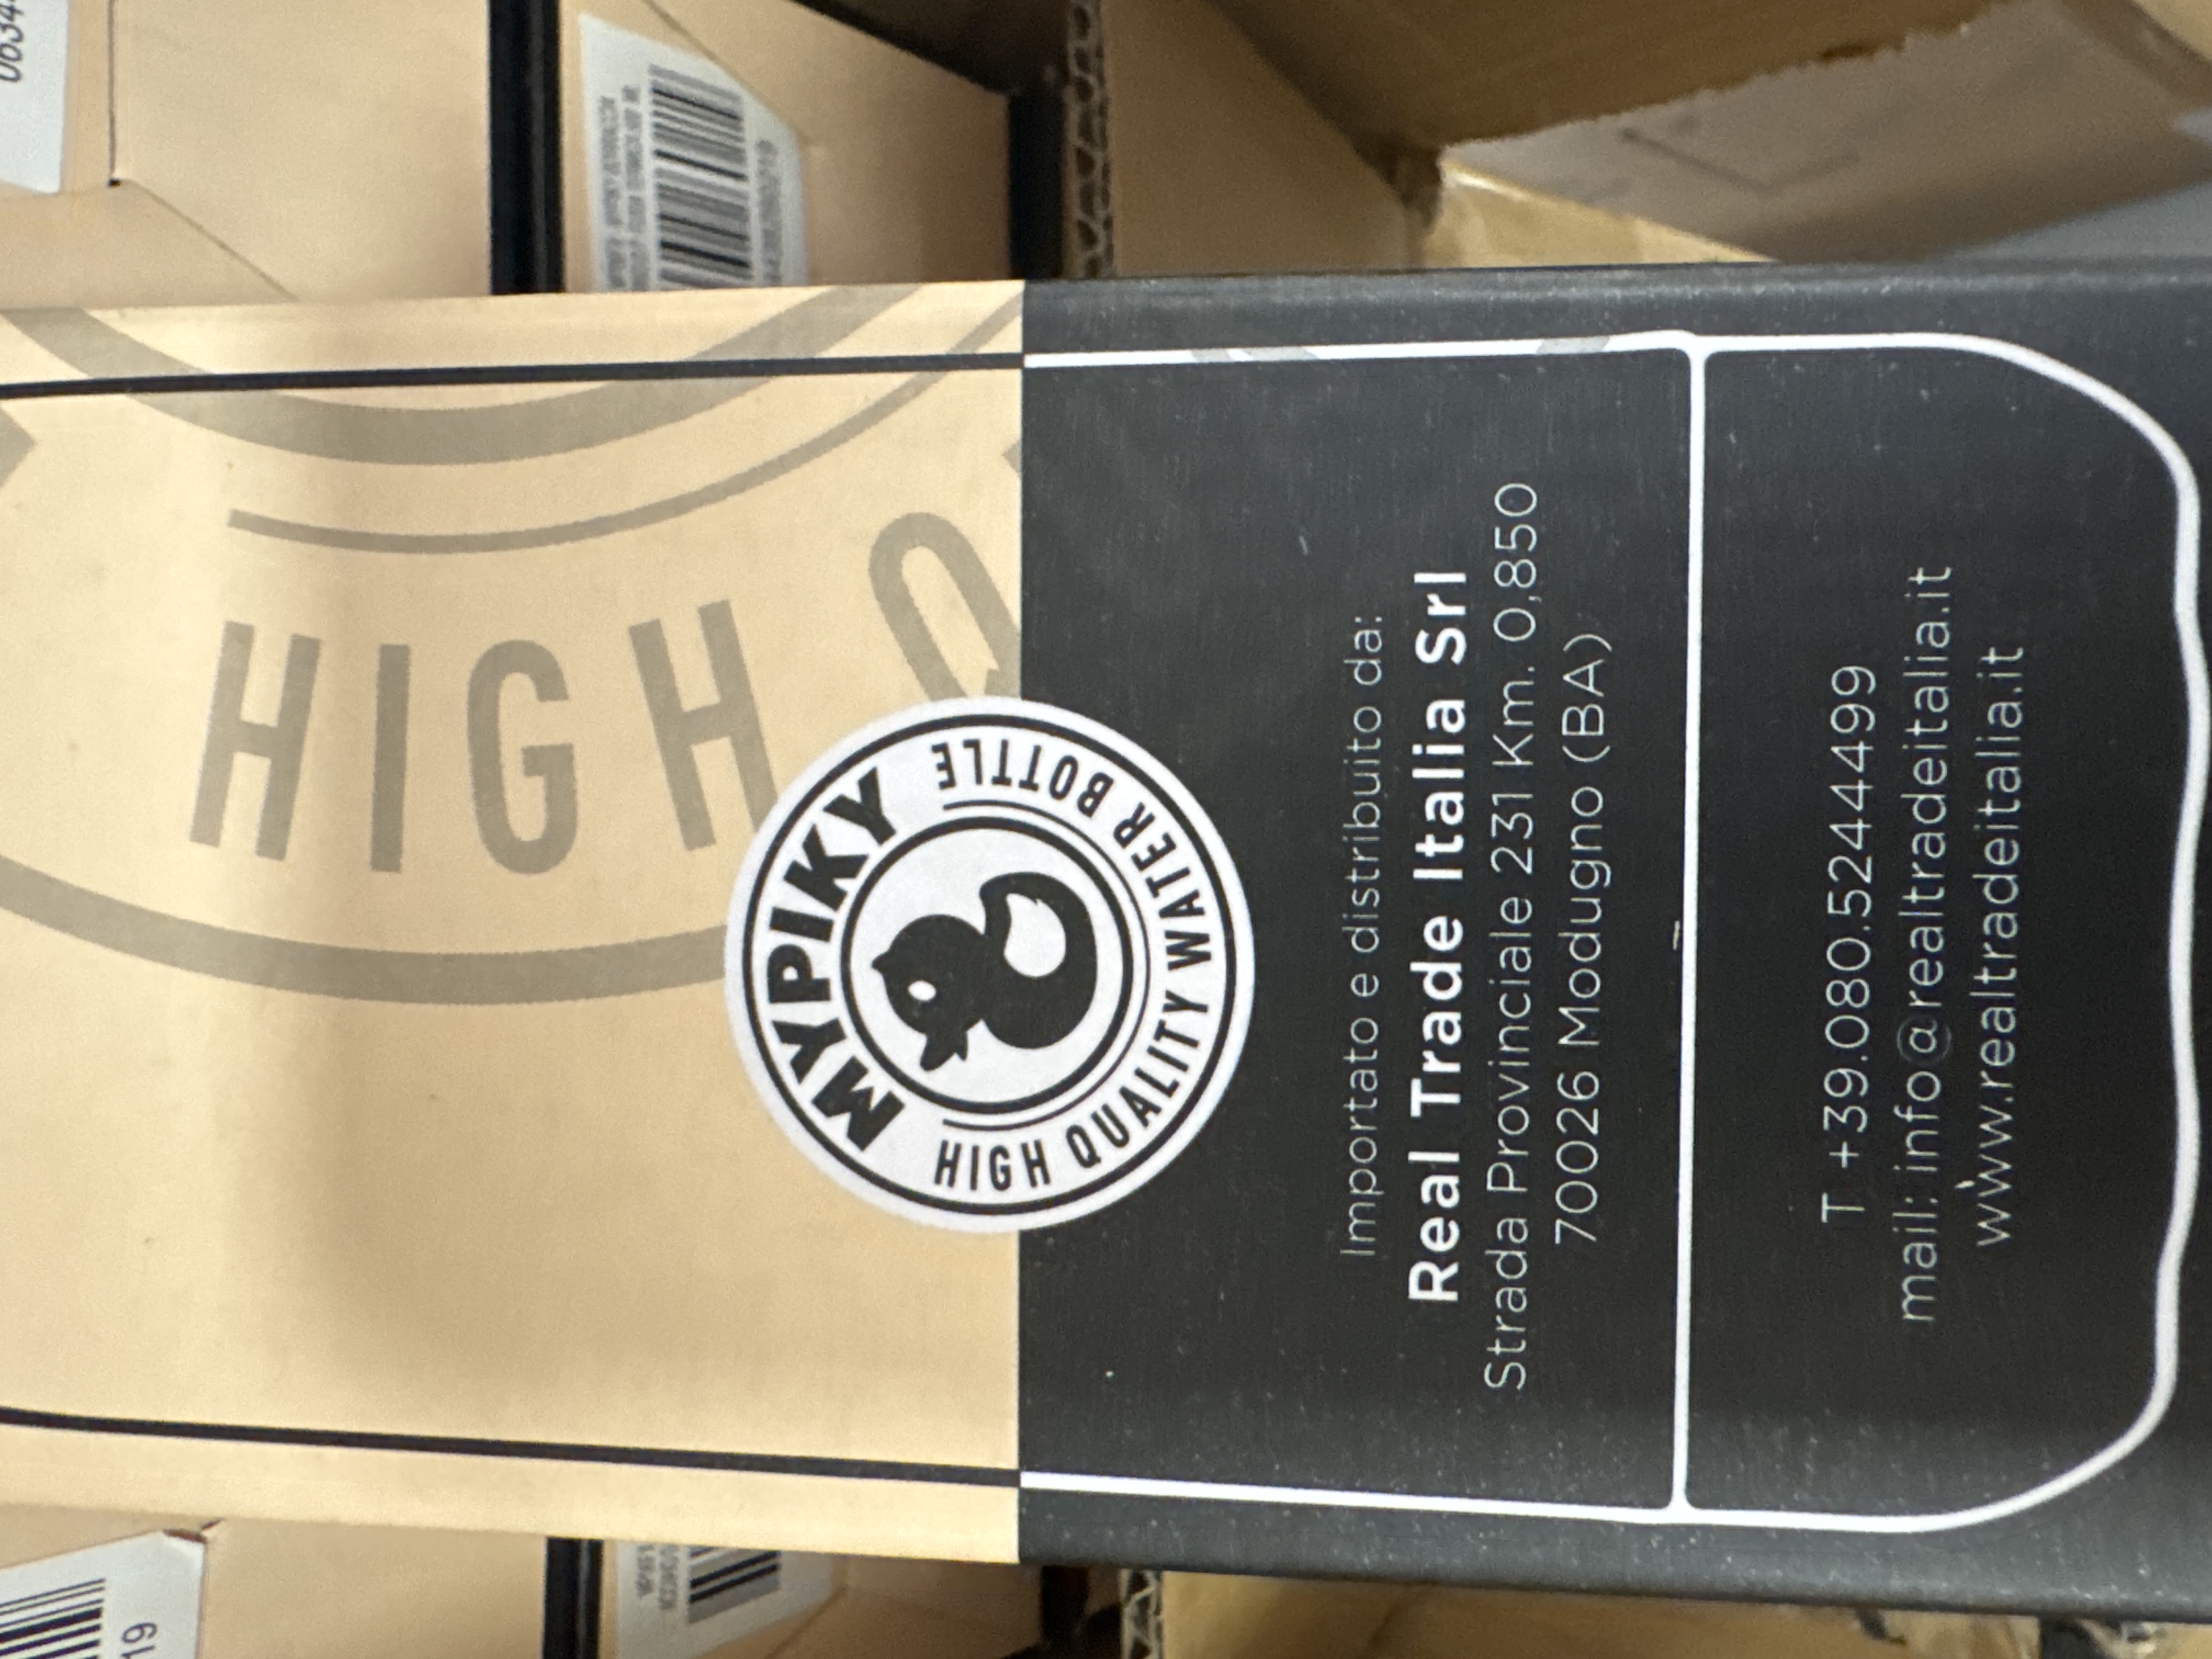 HIGH Q
MYPIKY
HIGH QUALITY WATER BOTTLE
Importato e distribuito da:
Real Trade Italia Srl
Strada Provinciale 231 Km. 0,850
70026 Modugno (BA)
T +39.080.5244499
mail: info@realtradeitalia.it
www.realtradeitalia.it
19